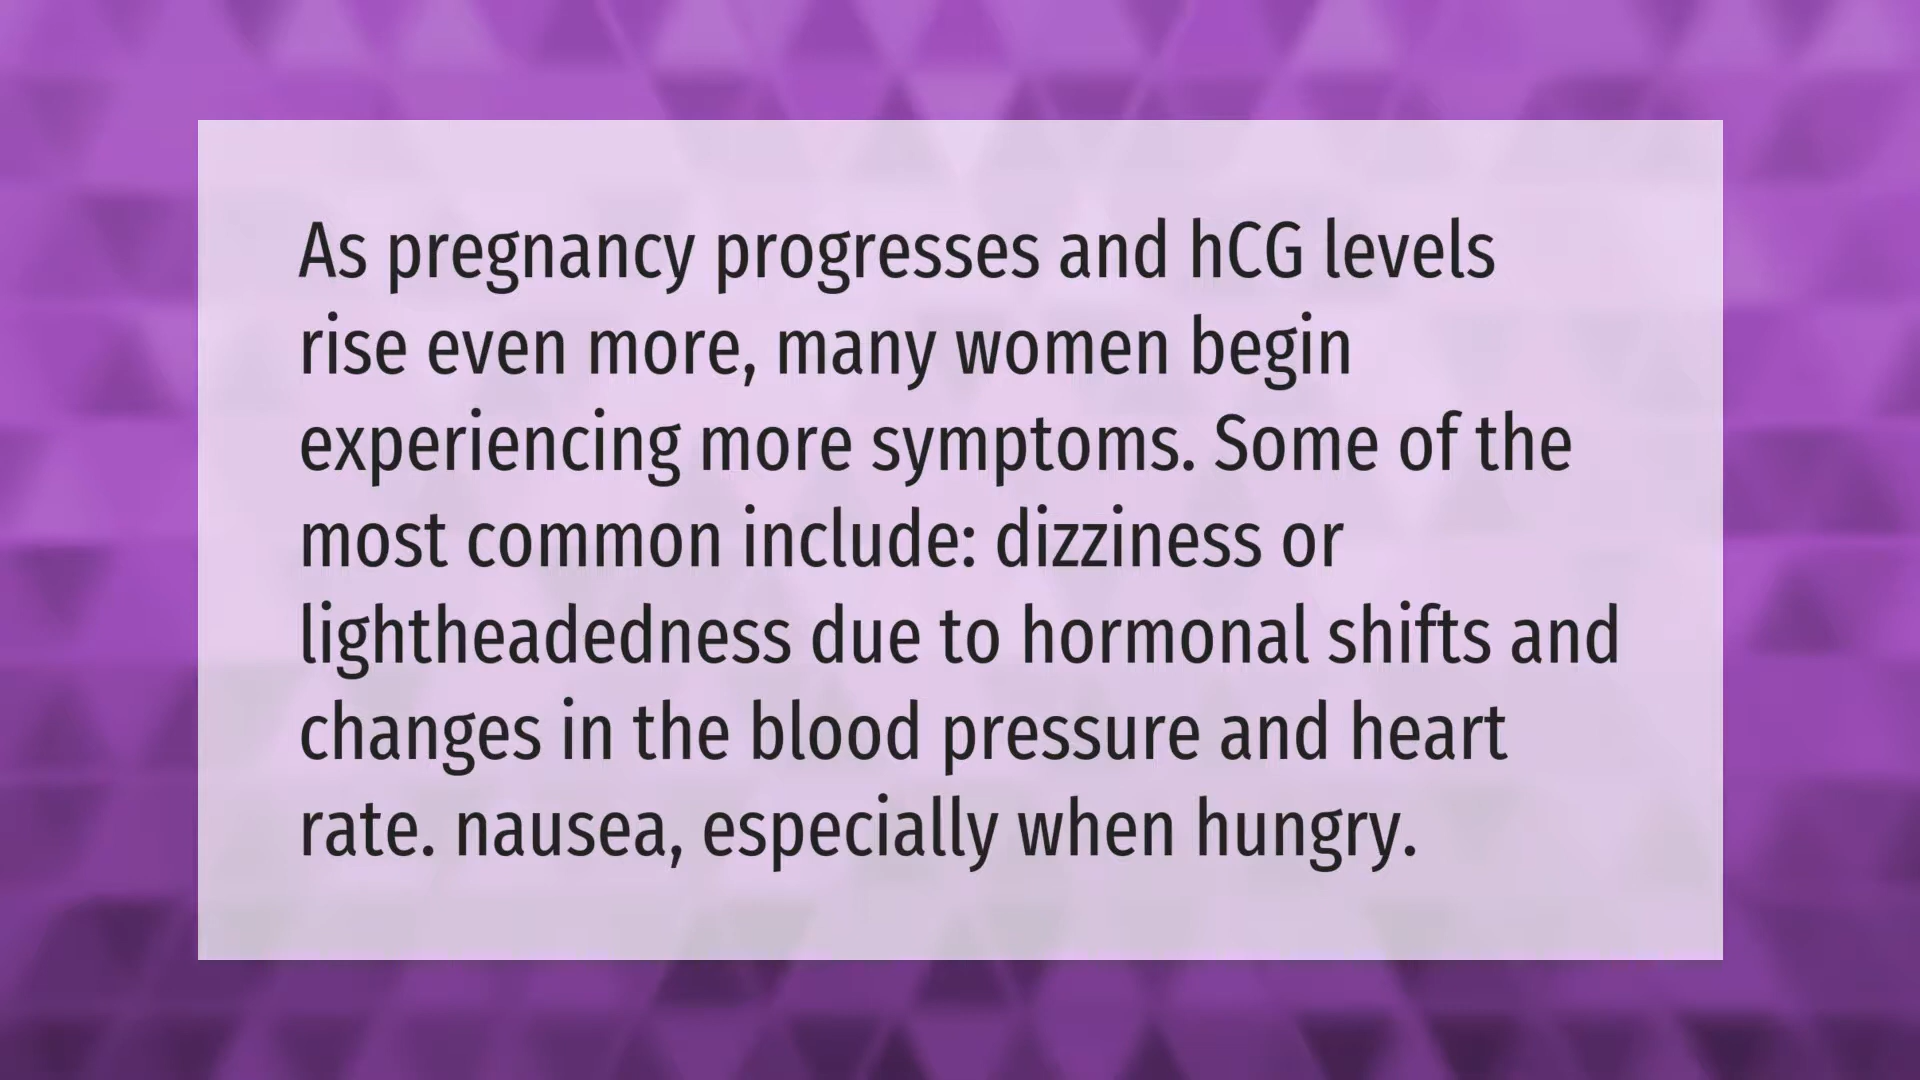 As pregnancy progresses and hCG levels
rise even more, many women begin
experiencing more symptoms. Some of the
most common include: dizziness or
lightheadedness due to hormonal shifts and
changes in the blood pressure and heart
rate. nausea, especially when hungry.